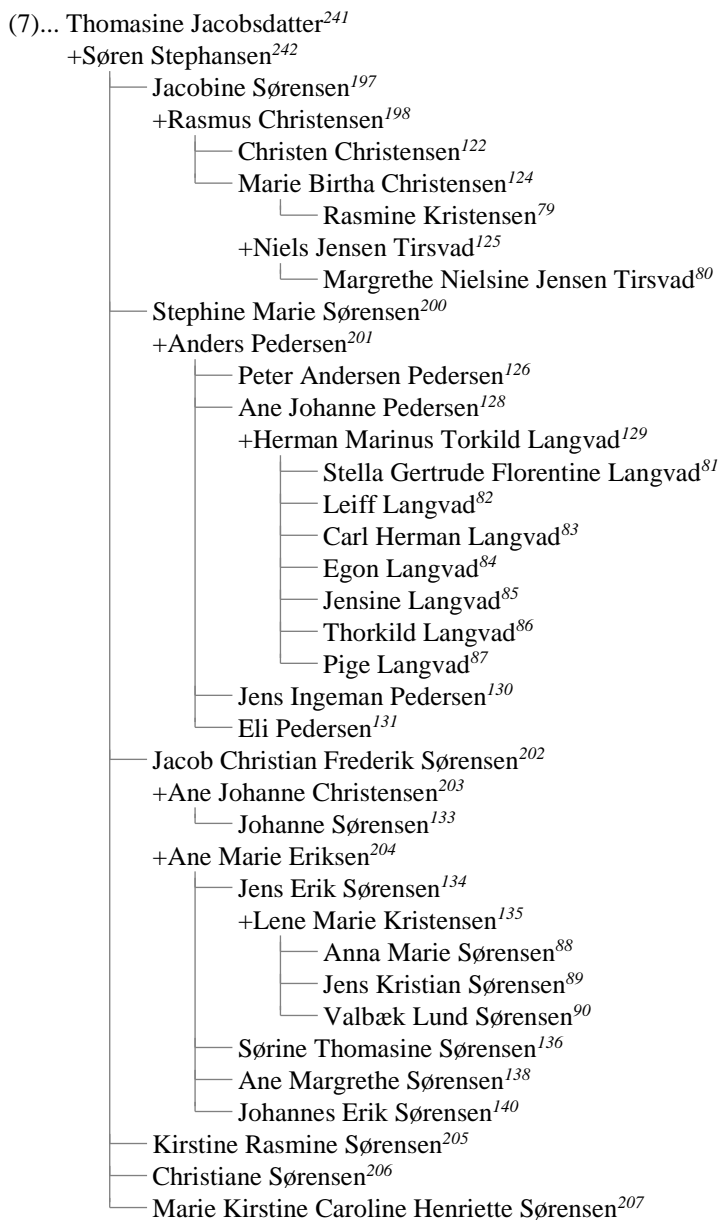 (7)... Thomasine Jacobsdatter241
+Søren Stephansen242
Jacobine Sørensen197
+Rasmus Christensen198
Christen Christensen122
Marie Birtha Christensen124
Rasmine Kristensen79
+Niels Jensen Tirsvad125
Margrethe Nielsine Jensen Tirsvad80
Stephine Marie Sørensen200
+Anders Pedersen201
Peter Andersen Pedersen126
Ane Johanne Pedersen128
+Herman Marinus Torkild Langvad129
Stella Gertrude Florentine Langvad81
Leiff Langvad82
Carl Herman Langvad83
Egon Langvad84
Jensine Langvad85
Thorkild Langvad86
Pige Langvad87
Jens Ingeman Pedersen130
Eli Pedersen131
Jacob Christian Frederik Sørensen202
+Ane Johanne Christensen203
Johanne Sørensen133
+Ane Marie Eriksen204
Jens Erik Sørensen134
+Lene Marie Kristensen135
Anna Marie Sørensen88
Jens Kristian Sørensen89
Valbæk Lund Sørensen90
Sørine Thomasine Sørensen136
Ane Margrethe Sørensen138
Johannes Erik Sørensen140
Kirstine Rasmine Sørensen205
Christiane Sørensen206
Marie Kirstine Caroline Henriette Sørensen207